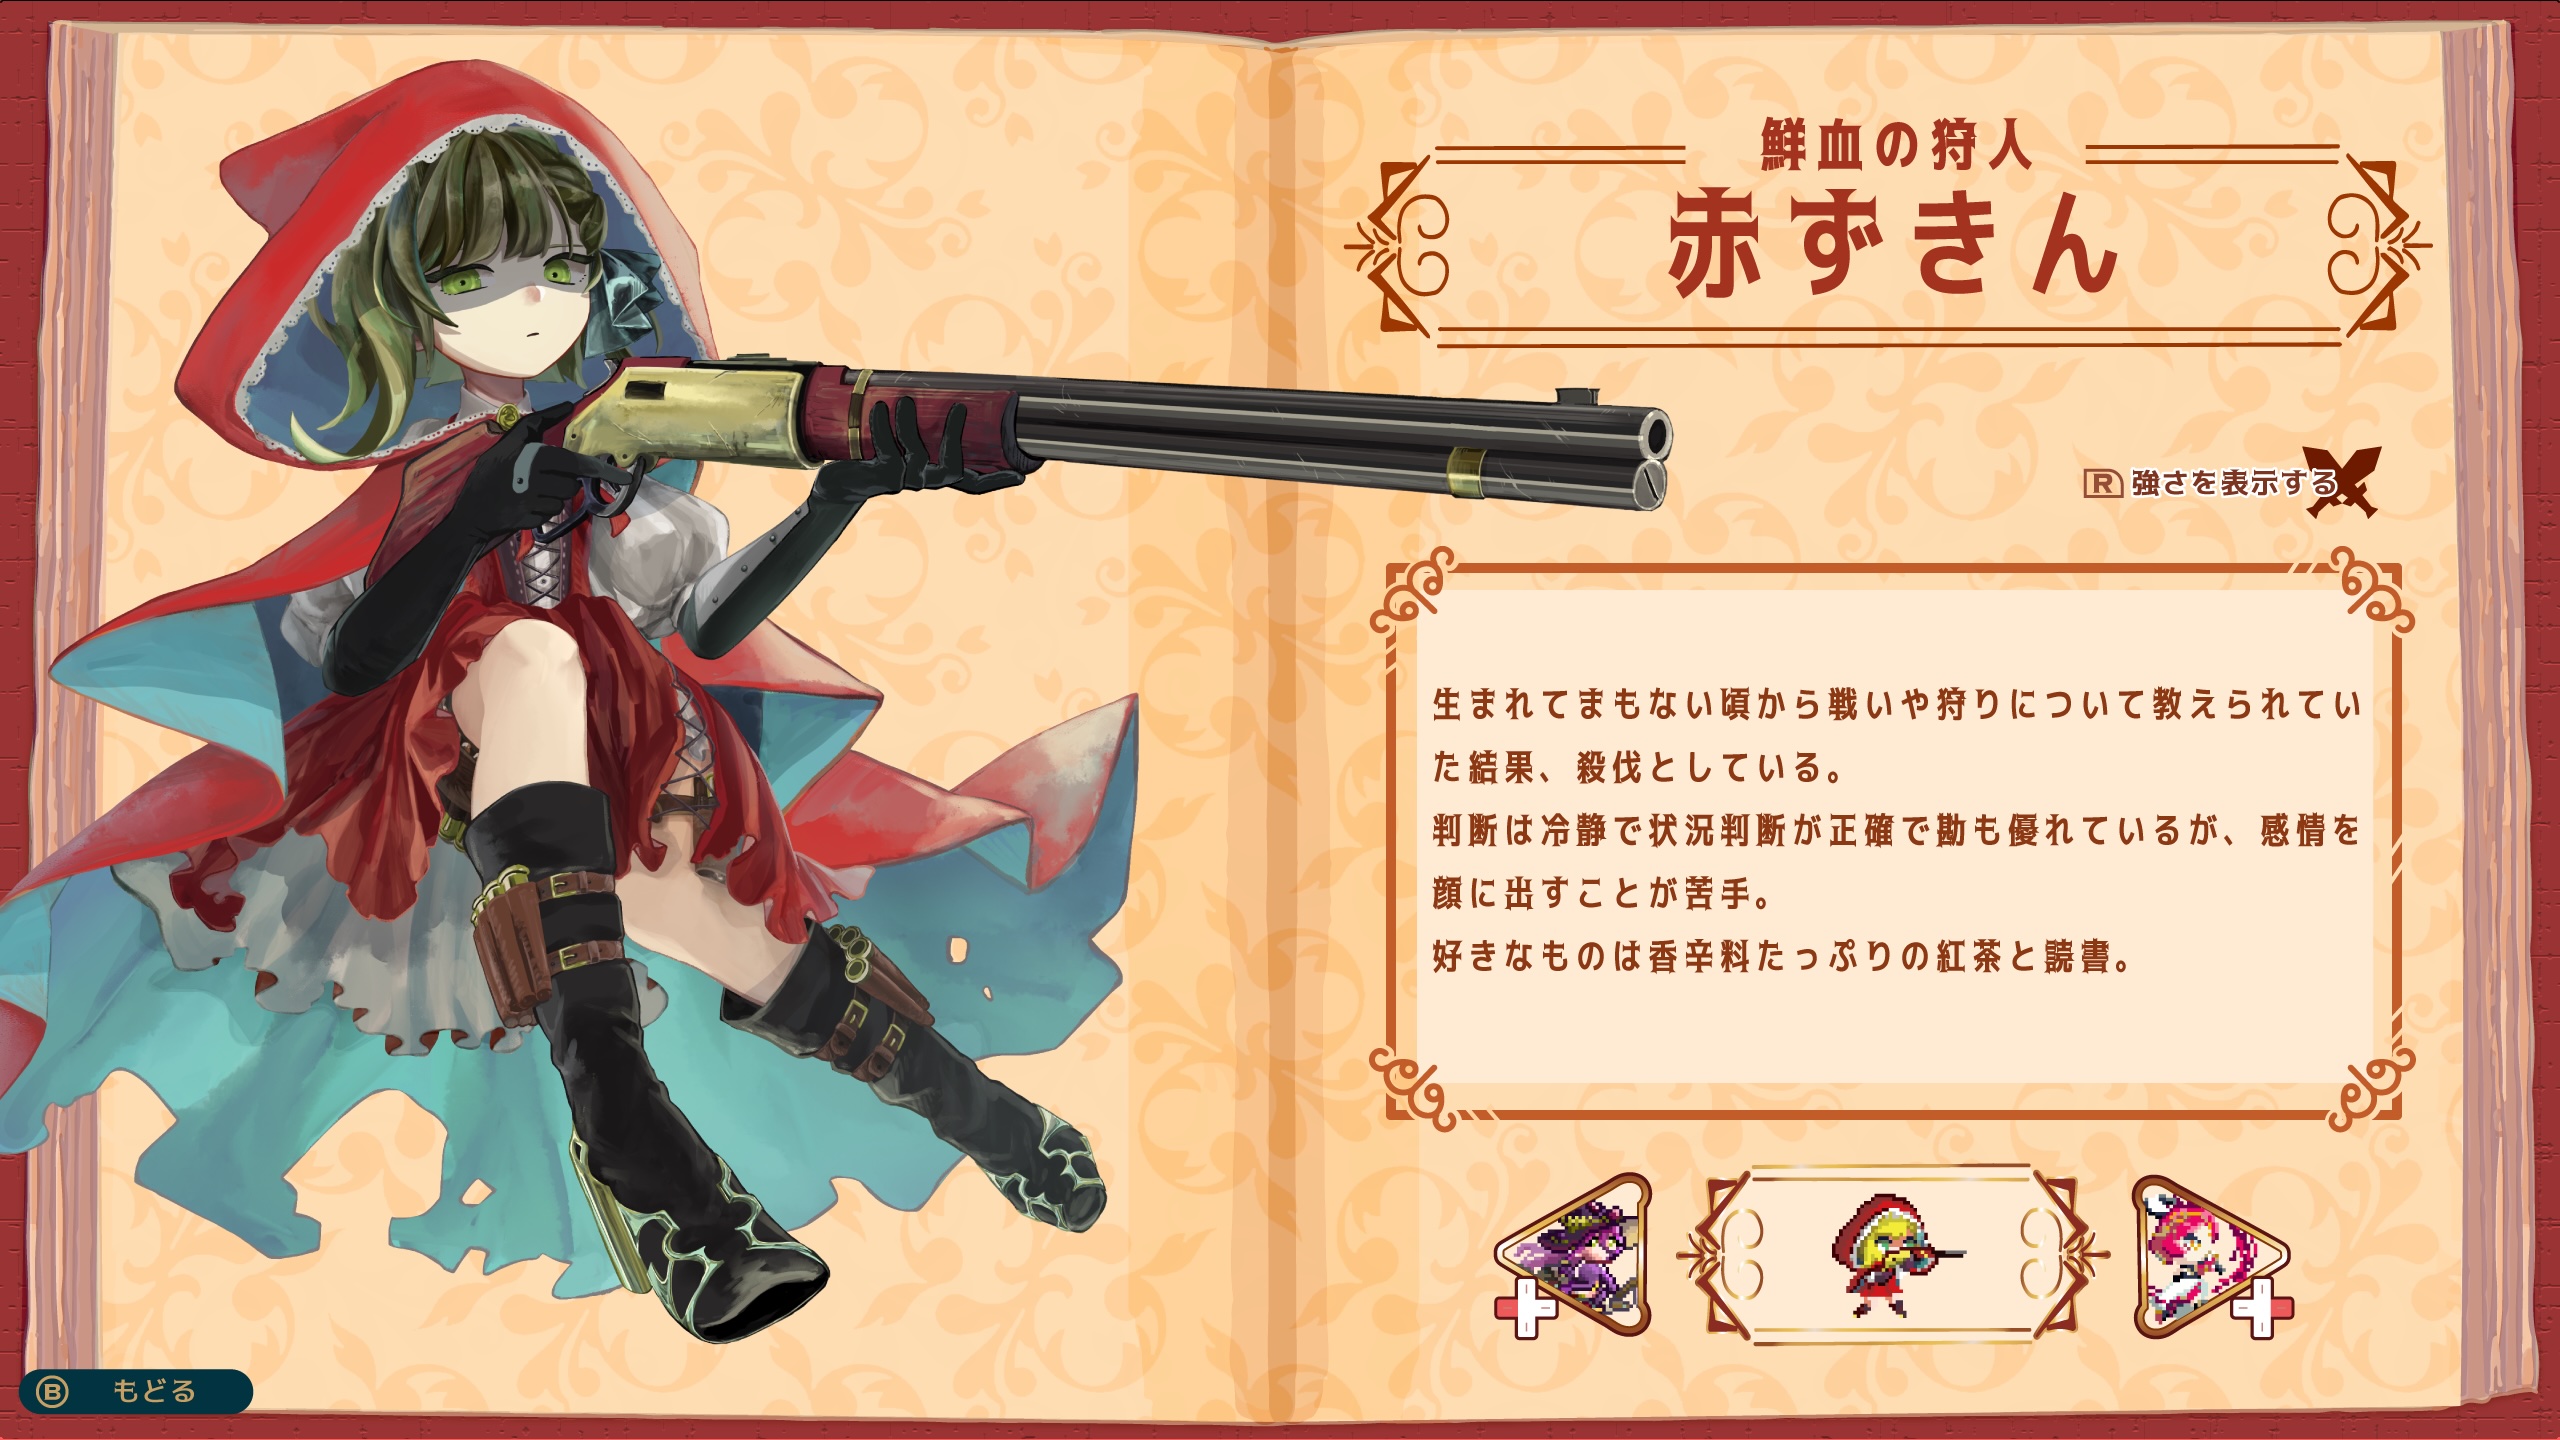 鮮血の狩人
赤ずきん
R 強さを表示する
生まれてまもない頃から戦いや狩りについて教えられてい
た結果、殺伐としている。
判断は冷静で状況判断が正確で勘も優れているが、感情を
顔に出すことが苦手。
好きなものは香辛料たっぷりの紅茶と読書。
B もどる